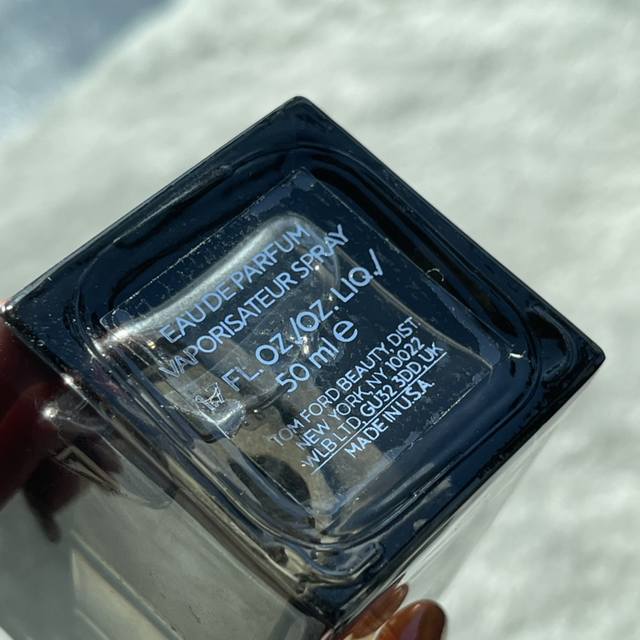 EAU DE PARFUM
VAPORISATEUR SPRAY
FL. OZ./OZ. LIQ./
50 ml e
TOM FORD BEAUTY, DIST.
NEW YORK, NY 10022
WLB LTD. GU32 3DD UK
MADE IN U.S.A.